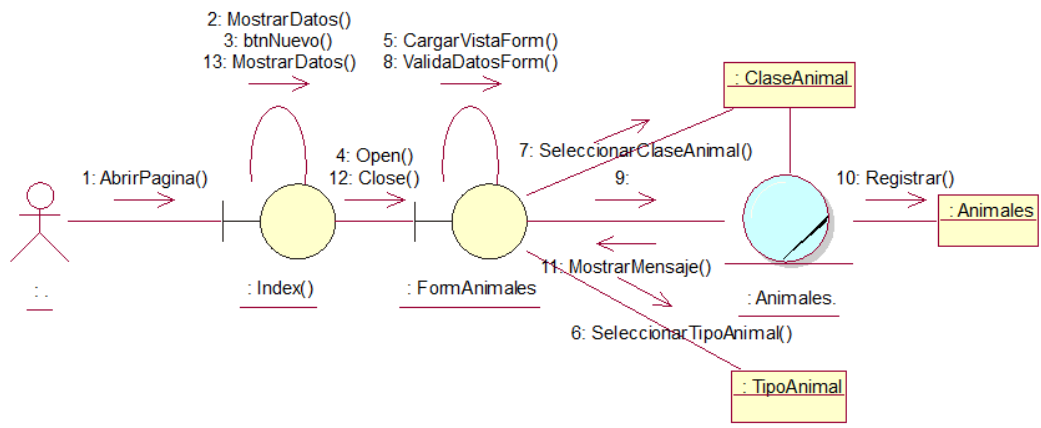 2: MostrarDatos()
3: btnNuevo()
13: MostrarDatos()
5: CargarVistaForm()
8: ValidaDatosForm()
: ClaseAnimal
7: SeleccionarClaseAnimal()
4: Open()
12: Close()
1: AbrirPagina()
9:
10: Registrar()
: Animales
11: MostrarMensaje()
: .
: Index()
: FormAnimales
: Animales.
6: SeleccionarTipoAnimal()
: TipoAnimal